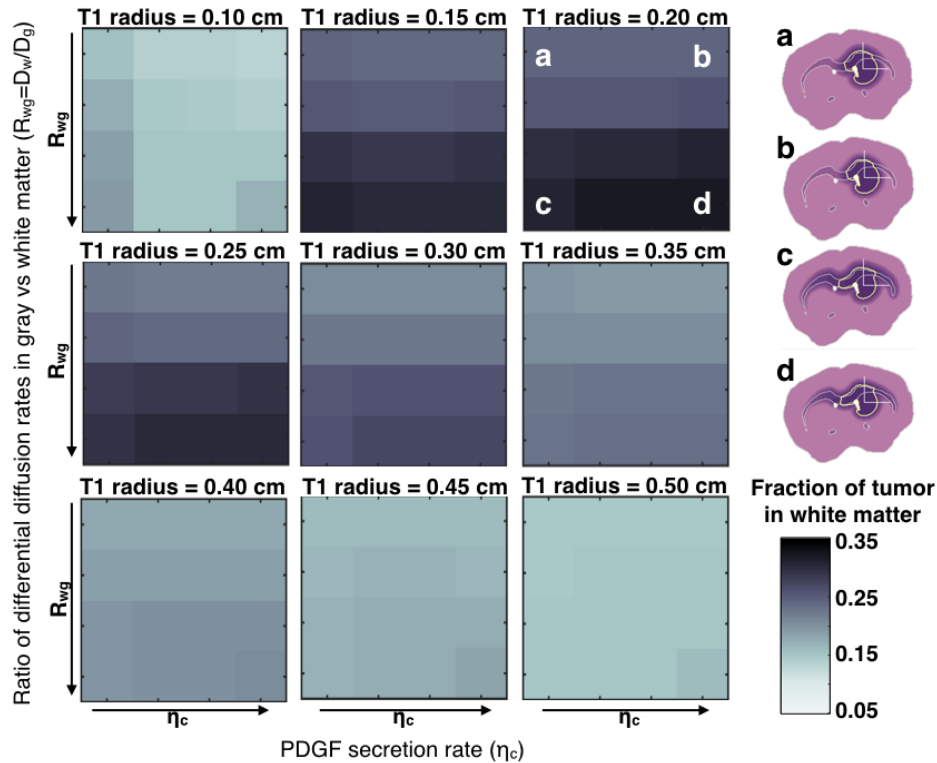 Ratio of differential diffusion rates in gray vs white matter (Rwg=Dw/Dg)
T1 radius = 0.10 cm
T1 radius = 0.15 cm
T1 radius = 0.20 cm
Rwg
a
b
c
d
T1 radius = 0.25 cm
T1 radius = 0.30 cm
T1 radius = 0.35 cm
Rwg
T1 radius = 0.40 cm
T1 radius = 0.45 cm
T1 radius = 0.50 cm
Rwg
ηc
ηc
ηc
PDGF secretion rate (ηc)
a
b
c
d
Fraction of tumor
in white matter
0.35
0.25
0.15
0.05